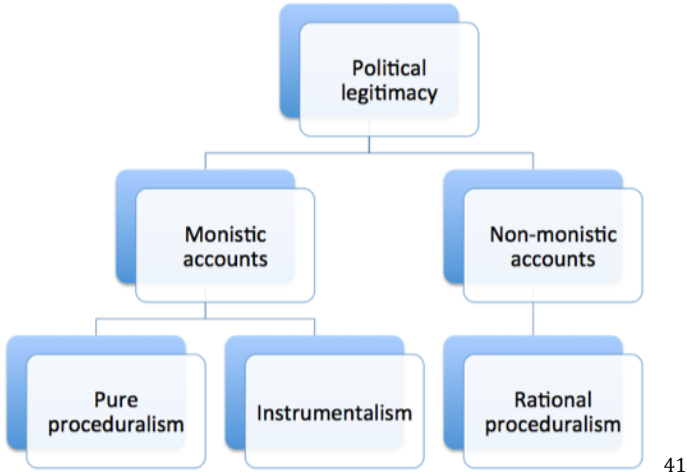 Political
legitimacy
Monistic
accounts
Non-monistic
accounts
Pure
proceduralism
Instrumentalism
Rational
proceduralism
41